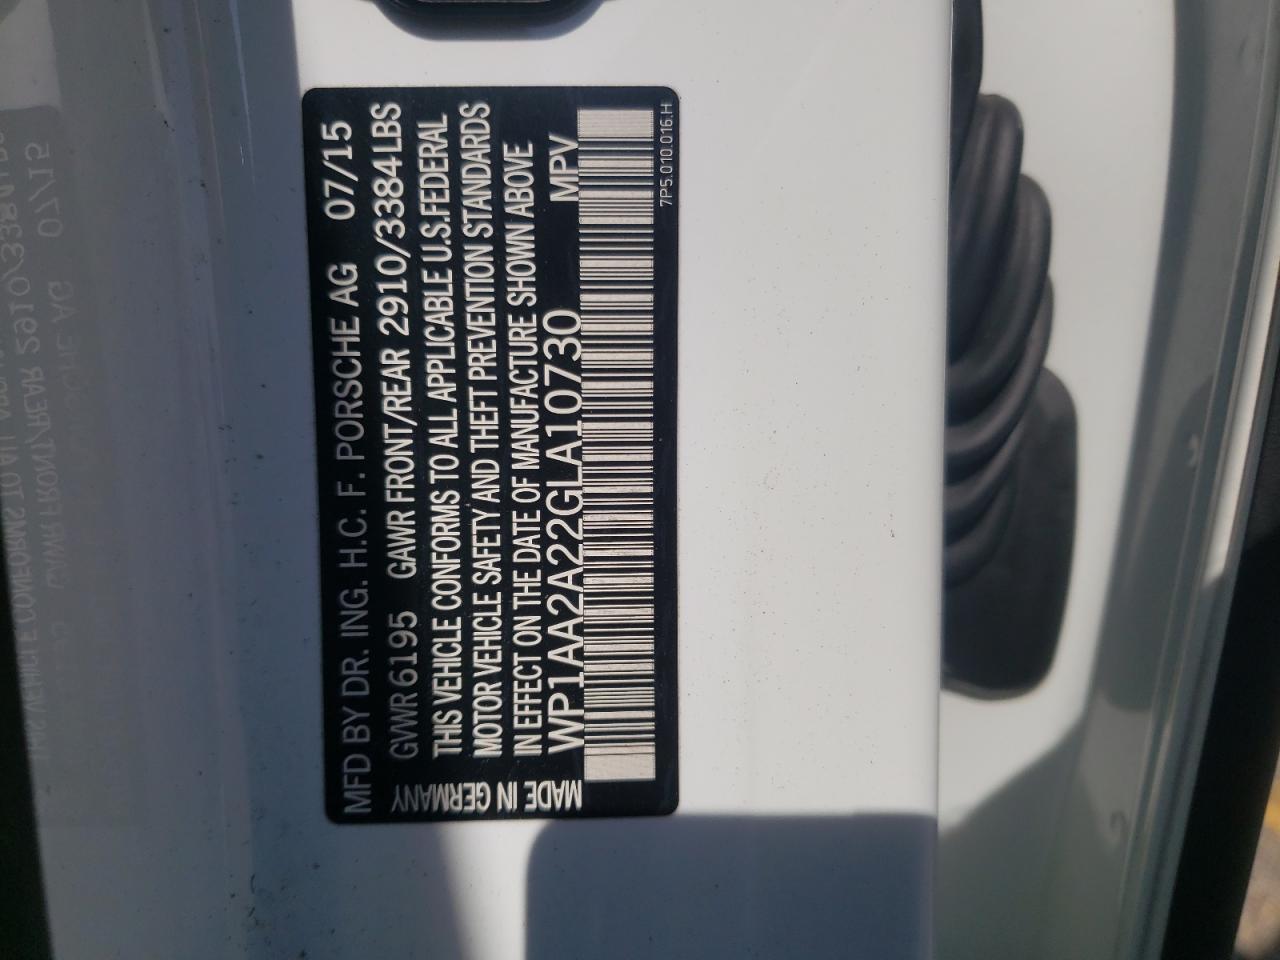 MFD BY DR. ING. H.C. F. PORSCHE AG 07/15
GVWR 6195 GAWR FRONT/REAR 2910/3384 LBS
THIS VEHICLE CONFORMS TO ALL APPLICABLE U.S.FEDERAL
MOTOR VEHICLE SAFETY AND THEFT PREVENTION STANDARDS
IN EFFECT ON THE DATE OF MANUFACTURE SHOWN ABOVE
WP1AA2A22GLA10730 MPV
MADE IN GERMANY
7P5.010.016.H